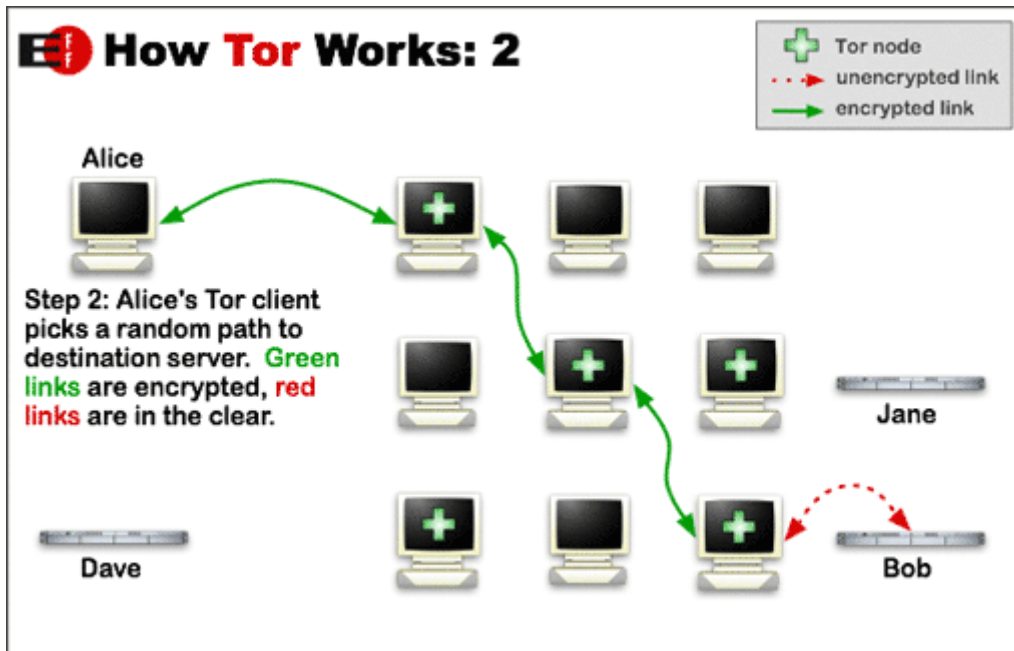 EFF How Tor Works: 2
Tor node
unencrypted link
encrypted link
Alice
Step 2: Alice's Tor client
picks a random path to
destination server. Green
links are encrypted, red
links are in the clear.
Jane
Dave
Bob